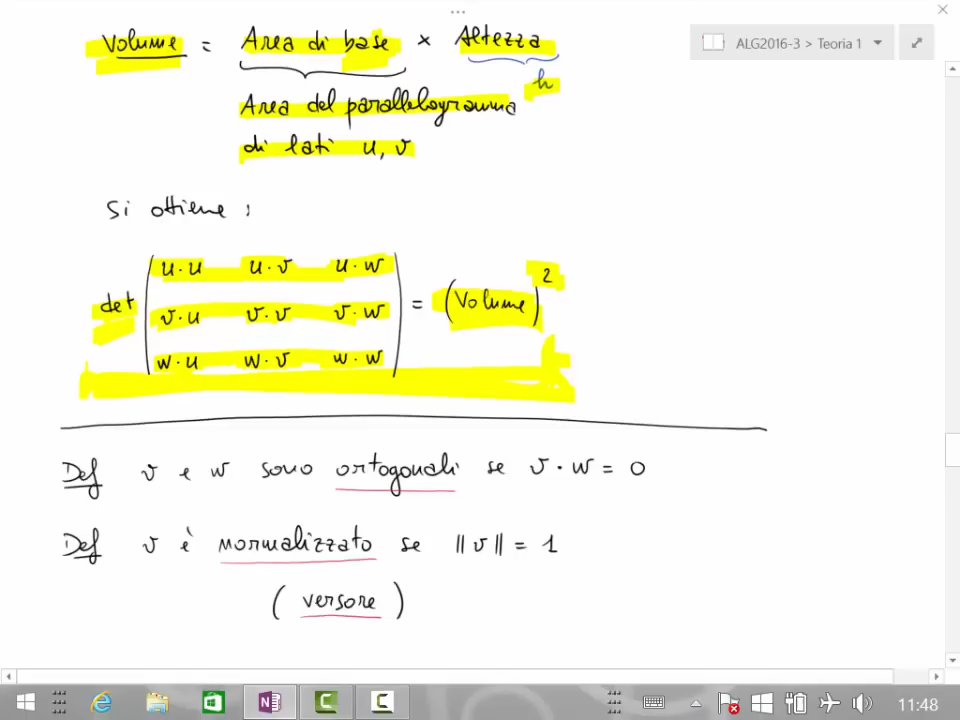 ALG2016-3 > Teoria 1
Volume = Area di base × Altezza
h
Area del parallelogramma
di lati u, v
Si ottiene :
det ( u·u u·v u·w
v·u v·v v·w
w·u w·v w·w ) = (Volume)²
Def v e w sono ortogonali se v · w = 0
Def v è normalizzato se ‖ v ‖ = 1
( versore )
11:48